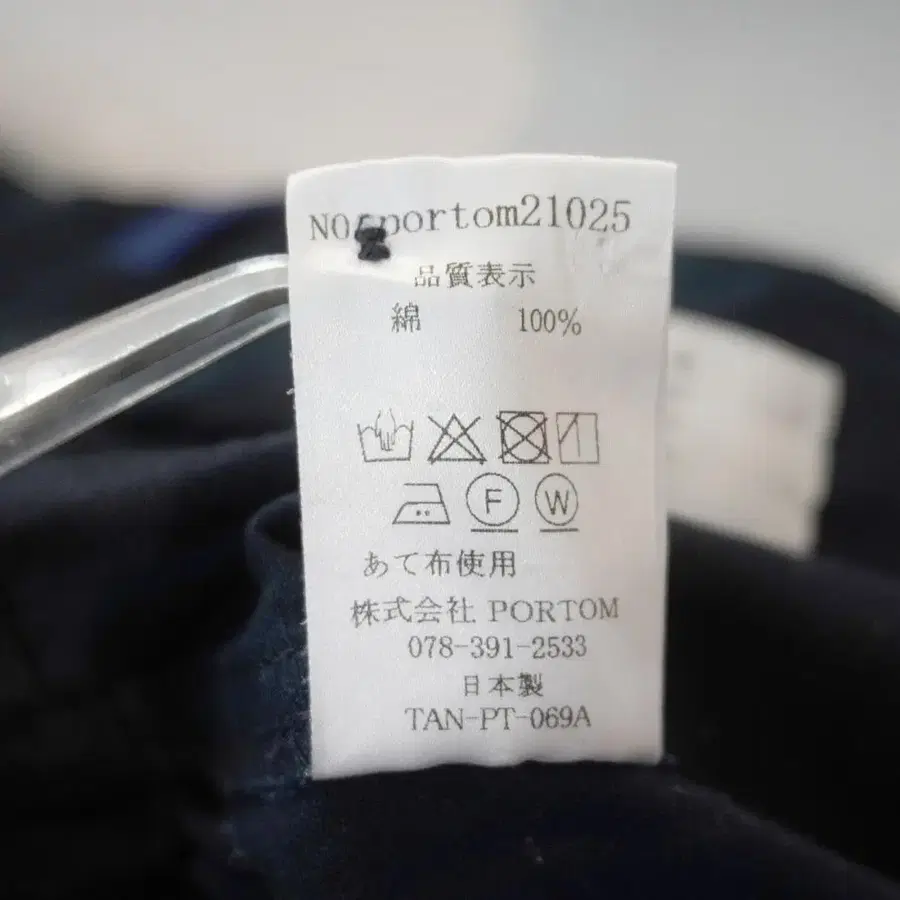 portom21025
品質表示
綿 100%
F W
あて布使用
株式会社 PORTOM
078-391-2533
日本製
TAN-PT-069A